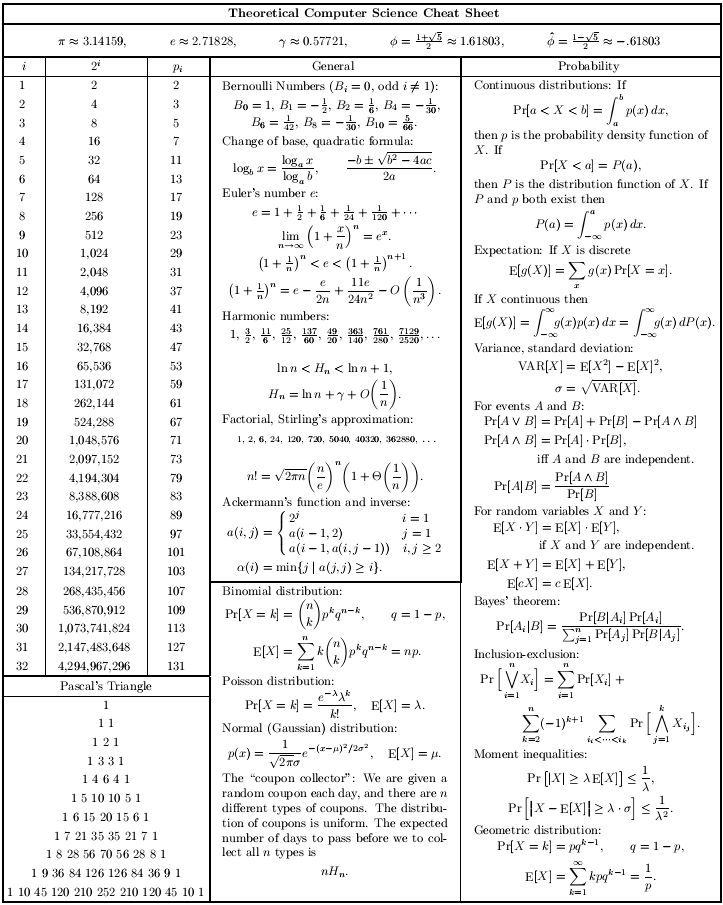 Theoretical Computer Science Cheat Sheet
π ≈ 3.14159, e ≈ 2.71828, γ ≈ 0.57721, φ = (1+√5)/2 ≈ 1.61803, φ̂ = (1−√5)/2 ≈ −.61803
i 2^i p_i
1 2 2
2 4 3
3 8 5
4 16 7
5 32 11
6 64 13
7 128 17
8 256 19
9 512 23
10 1,024 29
11 2,048 31
12 4,096 37
13 8,192 41
14 16,384 43
15 32,768 47
16 65,536 53
17 131,072 59
18 262,144 61
19 524,288 67
20 1,048,576 71
21 2,097,152 73
22 4,194,304 79
23 8,388,608 83
24 16,777,216 89
25 33,554,432 97
26 67,108,864 101
27 134,217,728 103
28 268,435,456 107
29 536,870,912 109
30 1,073,741,824 113
31 2,147,483,648 127
32 4,294,967,296 131
Pascal's Triangle
1
1 1
1 2 1
1 3 3 1
1 4 6 4 1
1 5 10 10 5 1
1 6 15 20 15 6 1
1 7 21 35 35 21 7 1
1 8 28 56 70 56 28 8 1
1 9 36 84 126 126 84 36 9 1
1 10 45 120 210 252 210 120 45 10 1
General
Bernoulli Numbers (B_i = 0, odd i ≠ 1):
B_0 = 1, B_1 = −1/2, B_2 = 1/6, B_4 = −1/30,
B_6 = 1/42, B_8 = −1/30, B_10 = 5/66.
Change of base, quadratic formula:
log_b x = log_a x / log_a b, (−b ± √(b² − 4ac)) / 2a.
Euler's number e:
e = 1 + 1/2 + 1/6 + 1/24 + 1/120 + ···
lim_{n→∞} (1 + x/n)^n = e^x.
(1 + 1/n)^n < e < (1 + 1/n)^{n+1}.
(1 + 1/n)^n = e − e/2n + 11e/24n² − O(1/n³).
Harmonic numbers:
1, 3/2, 11/6, 25/12, 137/60, 49/20, 363/140, 761/280, 7129/2520, ...
ln n < H_n < ln n + 1,
H_n = ln n + γ + O(1/n).
Factorial, Stirling's approximation:
1, 2, 6, 24, 120, 720, 5040, 40320, 362880, ...
n! = √(2πn) (n/e)^n (1 + Θ(1/n)).
Ackermann's function and inverse:
a(i, j) = { 2^j i = 1
a(i − 1, 2) j = 1
a(i − 1, a(i, j − 1)) i, j ≥ 2
α(i) = min{j | a(j, j) ≥ i}.
Binomial distribution:
Pr[X = k] = (n k) p^k q^{n−k}, q = 1 − p,
E[X] = ∑_{k=1}^n k (n k) p^k q^{n−k} = np.
Poisson distribution:
Pr[X = k] = e^{−λ} λ^k / k!, E[X] = λ.
Normal (Gaussian) distribution:
p(x) = 1/(√(2π)σ) e^{−(x−μ)²/2σ²}, E[X] = μ.
The “coupon collector”: We are given a
random coupon each day, and there are n
different types of coupons. The distribu-
tion of coupons is uniform. The expected
number of days to pass before we to col-
lect all n types is
nH_n.
Probability
Continuous distributions: If
Pr[a < X < b] = ∫_a^b p(x) dx,
then p is the probability density function of
X. If
Pr[X < a] = P(a),
then P is the distribution function of X. If
P and p both exist then
P(a) = ∫_{−∞}^a p(x) dx.
Expectation: If X is discrete
E[g(X)] = ∑_x g(x) Pr[X = x].
If X continuous then
E[g(X)] = ∫_{−∞}^∞ g(x)p(x) dx = ∫_{−∞}^∞ g(x) dP(x).
Variance, standard deviation:
VAR[X] = E[X²] − E[X]²,
σ = √VAR[X].
For events A and B:
Pr[A ∨ B] = Pr[A] + Pr[B] − Pr[A ∧ B]
Pr[A ∧ B] = Pr[A] · Pr[B],
iff A and B are independent.
Pr[A|B] = Pr[A ∧ B] / Pr[B]
For random variables X and Y:
E[X · Y] = E[X] · E[Y],
if X and Y are independent.
E[X + Y] = E[X] + E[Y],
E[cX] = c E[X].
Bayes' theorem:
Pr[A_i|B] = Pr[B|A_i] Pr[A_i] / ∑_{j=1}^n Pr[A_j] Pr[B|A_j].
Inclusion-exclusion:
Pr[⋁_{i=1}^n X_i] = ∑_{i=1}^n Pr[X_i] +
∑_{k=2}^n (−1)^{k+1} ∑_{i_i<···<i_k} Pr[⋀_{j=1}^k X_{i_j}].
Moment inequalities:
Pr[|X| ≥ λ E[X]] ≤ 1/λ,
Pr[|X − E[X]| ≥ λ · σ] ≤ 1/λ².
Geometric distribution:
Pr[X = k] = pq^{k−1}, q = 1 − p,
E[X] = ∑_{k=1}^∞ kpq^{k−1} = 1/p.